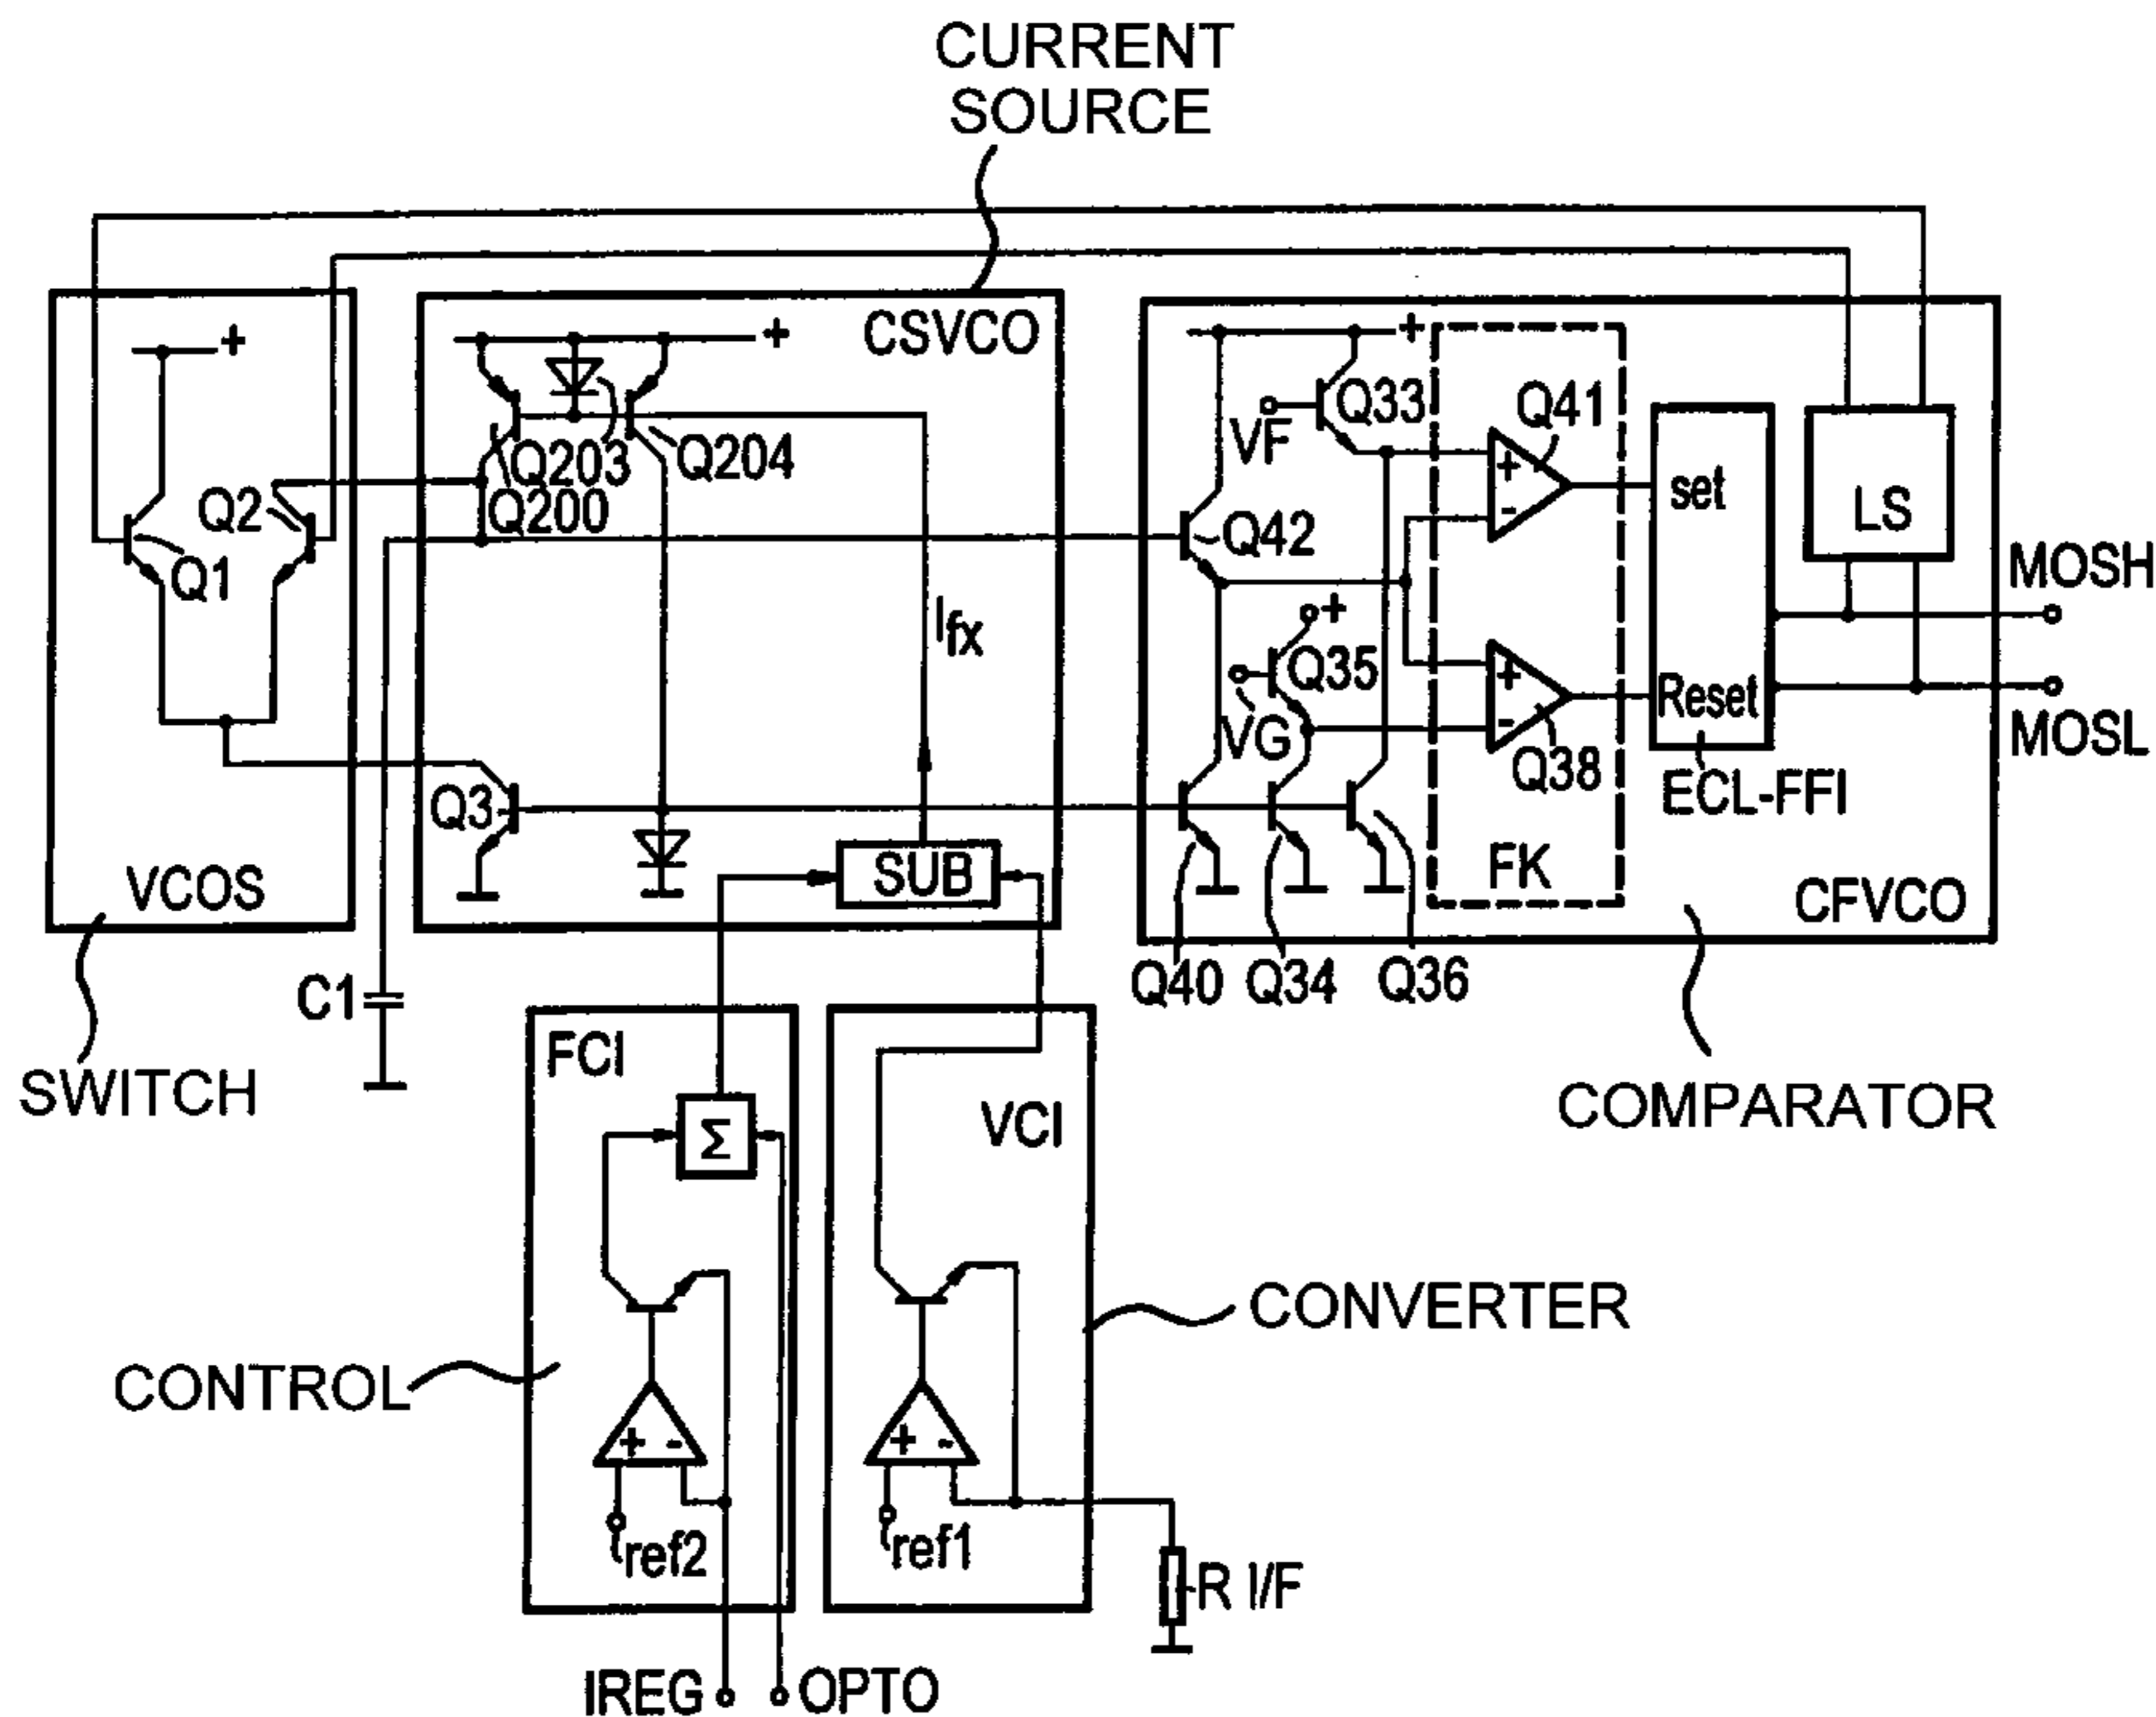 CURRENT
SOURCE
+
CSVCO
+
+
Q33
VF
Q41
Q203
Q204
Q200
Q2
Q1
Q42
+
-
set
LS
MOSH
Ifx
+
Q35
VG
+
-
Reset
MOSL
Q38
ECL-FFI
Q3
SUB
FK
VCOS
CFVCO
C1
Q40
Q34
Q36
SWITCH
FCI
Σ
VCI
COMPARATOR
CONVERTER
CONTROL
+ -
+ -
ref2
ref1
R I/F
IREG
OPTO